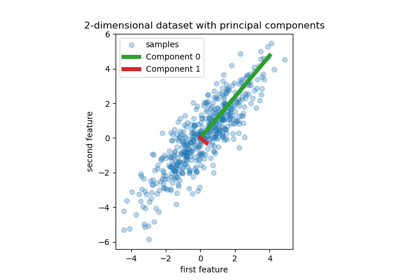 2-dimensional dataset with principal components
samples
Component 0
Component 1
6
4
2
0
−2
−4
−6
second feature
−4 −2 0 2 4
first feature